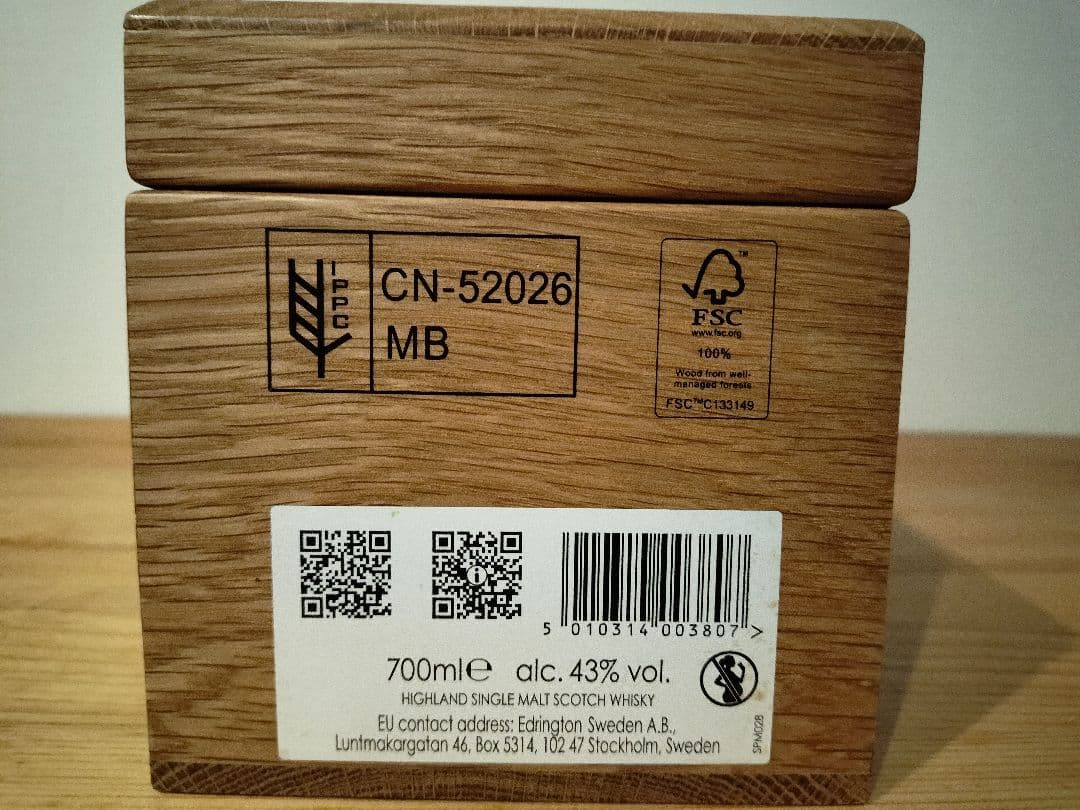 IPPC
CN-52026
MB
FSC™
www.fsc.org
100%
Wood from well-
managed forests
FSC™C133149
5 010314 003807 >
700ml℮ alc. 43% vol.
HIGHLAND SINGLE MALT SCOTCH WHISKY
EU contact address: Edrington Sweden A.B.,
Luntmakargatan 46, Box 5314, 102 47 Stockholm, Sweden
SPM028